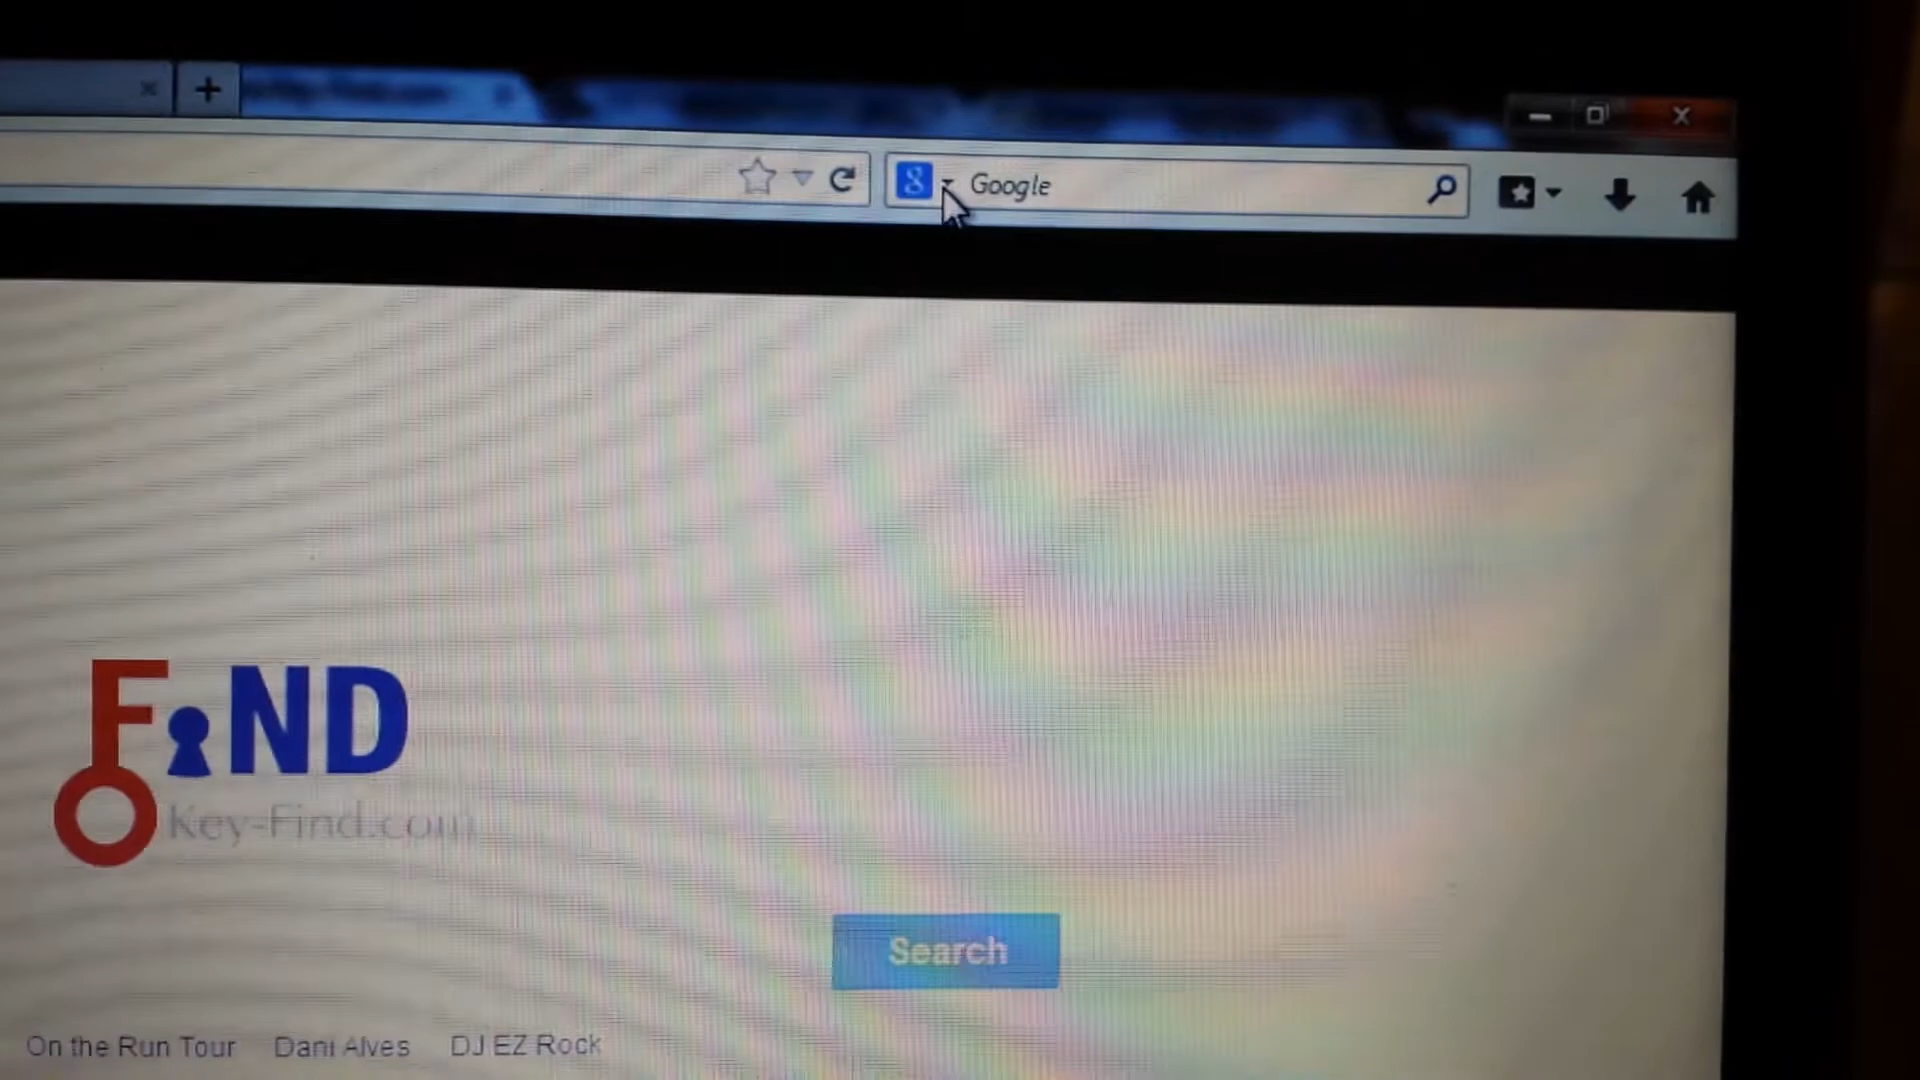 Google
FiND
Key-Find.com
Search
On the Run Tour Dani Alves DJ EZ Rock